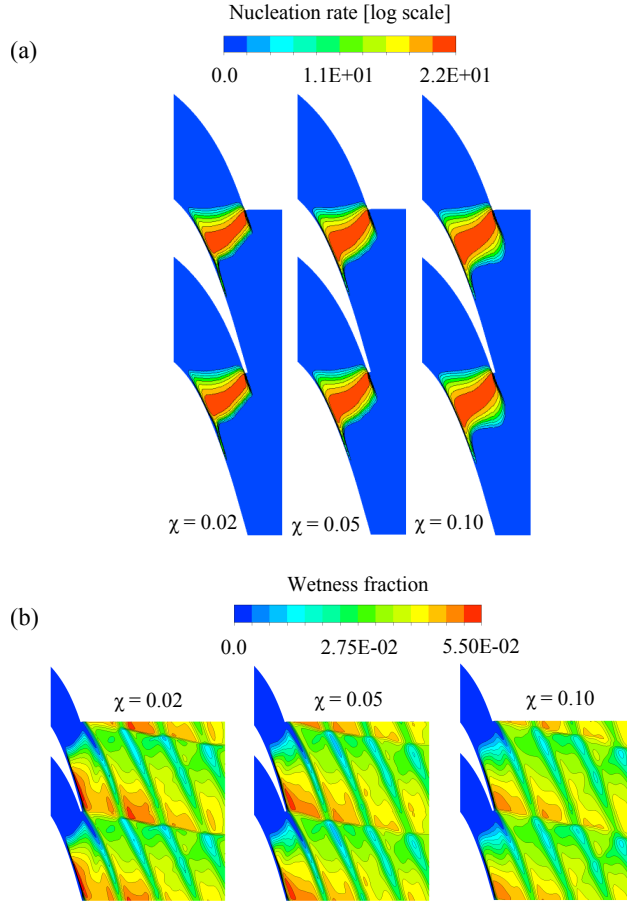 Nucleation rate [log scale]
(a)
0.0 1.1E+01 2.2E+01
χ = 0.02 χ = 0.05 χ = 0.10
Wetness fraction
(b)
0.0 2.75E-02 5.50E-02
χ = 0.02 χ = 0.05 χ = 0.10